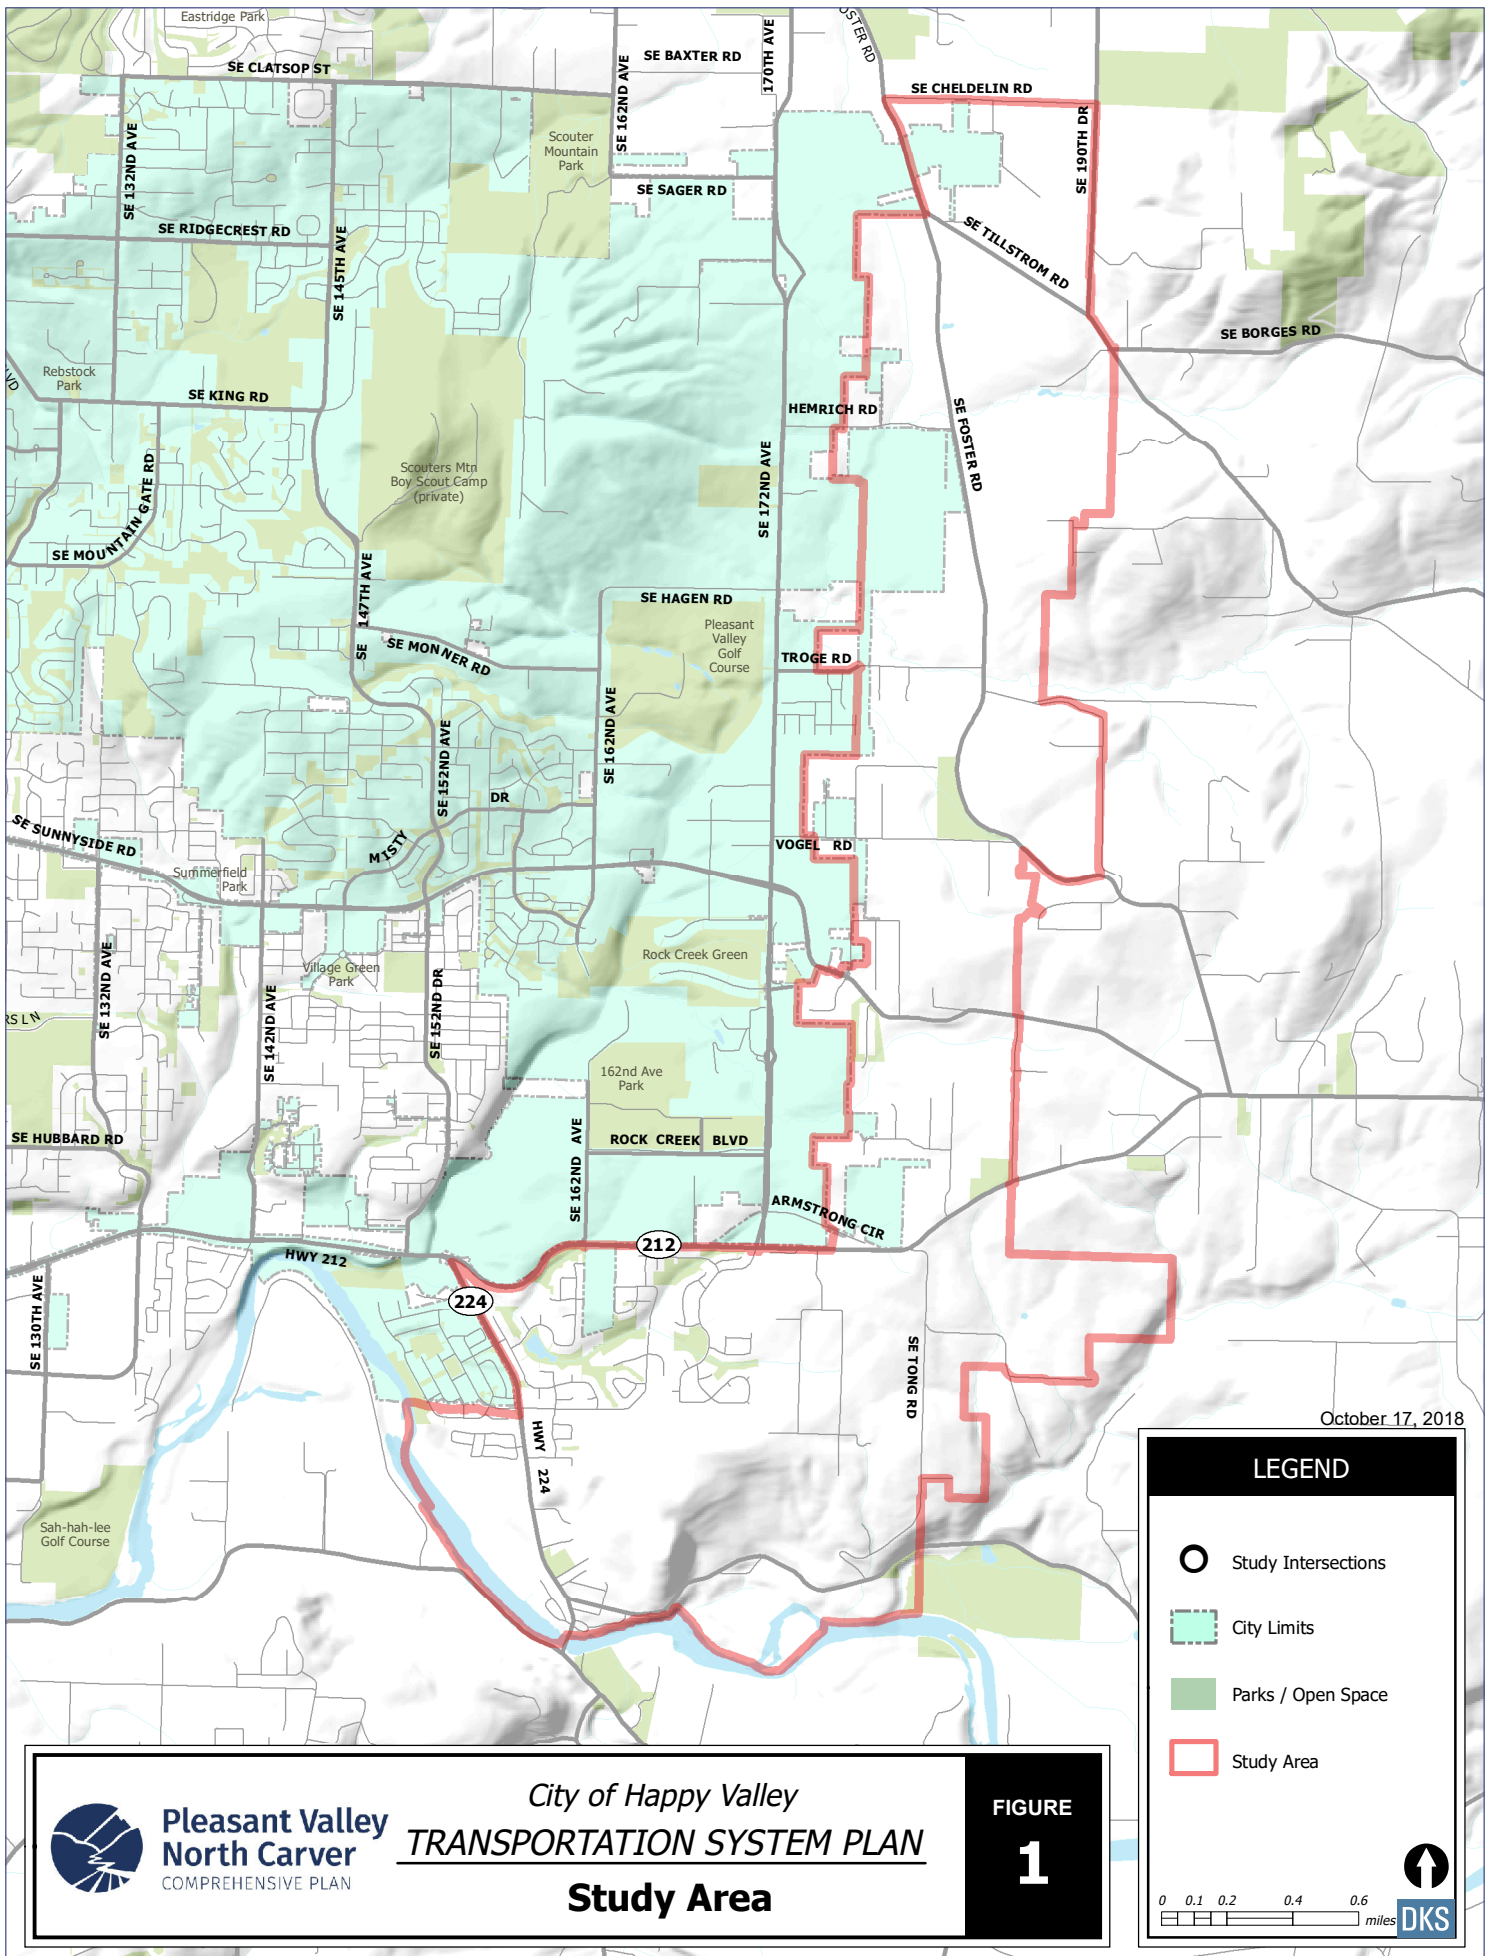 Eastridge Park
SE CLATSOP ST
SE BAXTER RD
SE 162ND AVE
170TH AVE
OSTER RD
SE CHELDELIN RD
SE 190TH DR
SE 132ND AVE
Scouter
Mountain
Park
SE SAGER RD
SE RIDGECREST RD
SE 145TH AVE
SE TILLSTROM RD
SE BORGES RD
Rebstock
Park
LVD
SE KING RD
HEMRICH RD
SE FOSTER RD
SE MOUNTAIN GATE RD
Scouters Mtn
Boy Scout Camp
(private)
SE 172ND AVE
SE 147TH AVE
SE HAGEN RD
SE MONNER RD
Pleasant
Valley
Golf
Course
TROGE RD
SE 162ND AVE
SE 152ND AVE
MISTY DR
SE SUNNYSIDE RD
Summerfield
Park
VOGEL RD
SE 132ND AVE
SE 142ND AVE
Village Green
Park
SE 152ND DR
Rock Creek Green
RS LN
162nd Ave
Park
SE HUBBARD RD
ROCK CREEK BLVD
SE 162ND AVE
ARMSTRONG CIR
HWY 212
212
224
SE 130TH AVE
SE TONG RD
HWY 224
Sah-hah-lee
Golf Course
October 17, 2018
LEGEND
Study Intersections
City Limits
Parks / Open Space
Study Area
0 0.1 0.2 0.4 0.6
miles
DKS
Pleasant Valley
North Carver
COMPREHENSIVE PLAN
City of Happy Valley
TRANSPORTATION SYSTEM PLAN
Study Area
FIGURE
1